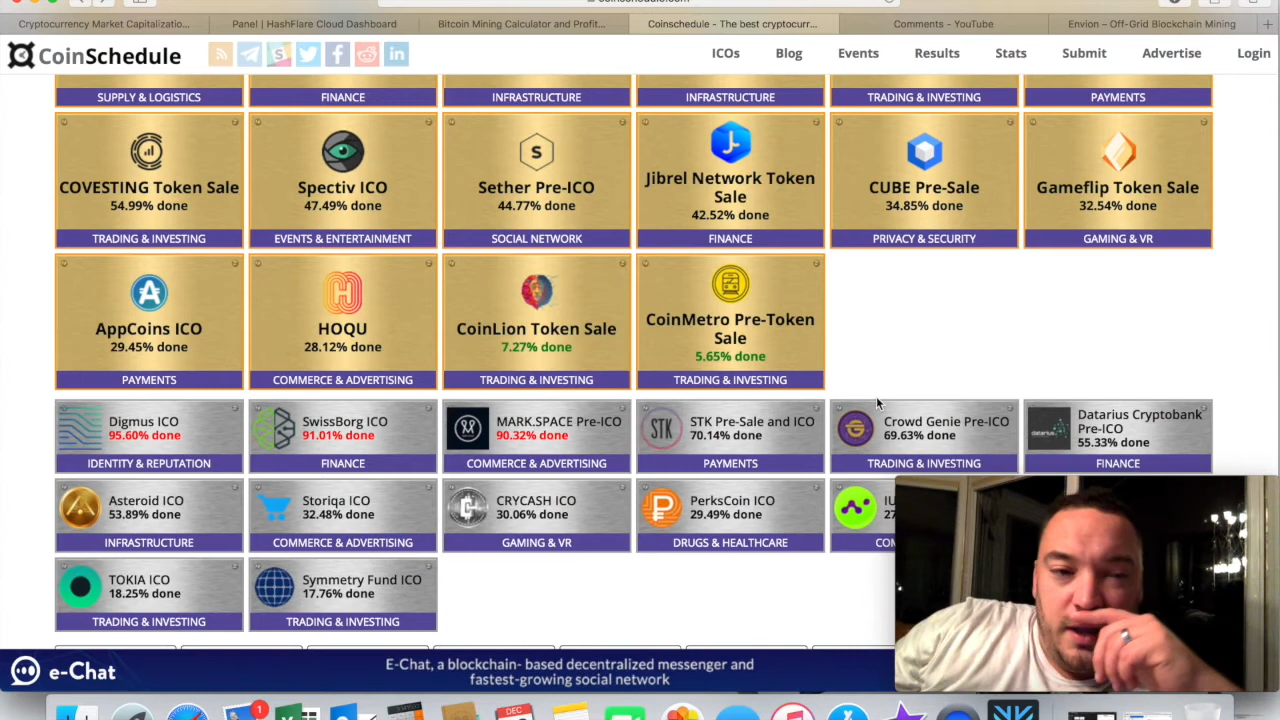 coinschedule.com
Cryptocurrency Market Capitalizatio...
Panel | HashFlare Cloud Dashboard
Bitcoin Mining Calculator and Profit...
Coinschedule - The best cryptocurr...
Comments - YouTube
Envion – Off-Grid Blockchain Mining
CoinSchedule
ICOs
Blog
Events
Results
Stats
Submit
Advertise
Login
SUPPLY & LOGISTICS
FINANCE
INFRASTRUCTURE
INFRASTRUCTURE
TRADING & INVESTING
PAYMENTS
COVESTING Token Sale
54.99% done
TRADING & INVESTING
Spectiv ICO
47.49% done
EVENTS & ENTERTAINMENT
S
Sether Pre-ICO
44.77% done
SOCIAL NETWORK
Jibrel Network Token
Sale
42.52% done
FINANCE
CUBE Pre-Sale
34.85% done
PRIVACY & SECURITY
Gameflip Token Sale
32.54% done
GAMING & VR
AppCoins ICO
29.45% done
PAYMENTS
HOQU
28.12% done
COMMERCE & ADVERTISING
CoinLion Token Sale
7.27% done
TRADING & INVESTING
CoinMetro Pre-Token
Sale
5.65% done
TRADING & INVESTING
Digmus ICO
95.60% done
IDENTITY & REPUTATION
SwissBorg ICO
91.01% done
FINANCE
MARK.SPACE Pre-ICO
90.32% done
COMMERCE & ADVERTISING
STK
STK Pre-Sale and ICO
70.14% done
PAYMENTS
Crowd Genie Pre-ICO
69.63% done
TRADING & INVESTING
datarius
Datarius Cryptobank
Pre-ICO
55.33% done
FINANCE
Asteroid ICO
53.89% done
INFRASTRUCTURE
Storiqa ICO
32.48% done
COMMERCE & ADVERTISING
CRYCASH ICO
30.06% done
GAMING & VR
PerksCoin ICO
29.49% done
DRUGS & HEALTHCARE
IU
27
COM
TOKIA ICO
18.25% done
TRADING & INVESTING
Symmetry Fund ICO
17.76% done
TRADING & INVESTING
e-Chat
E-Chat, a blockchain- based decentralized messenger and
fastest-growing social network
1
DEC